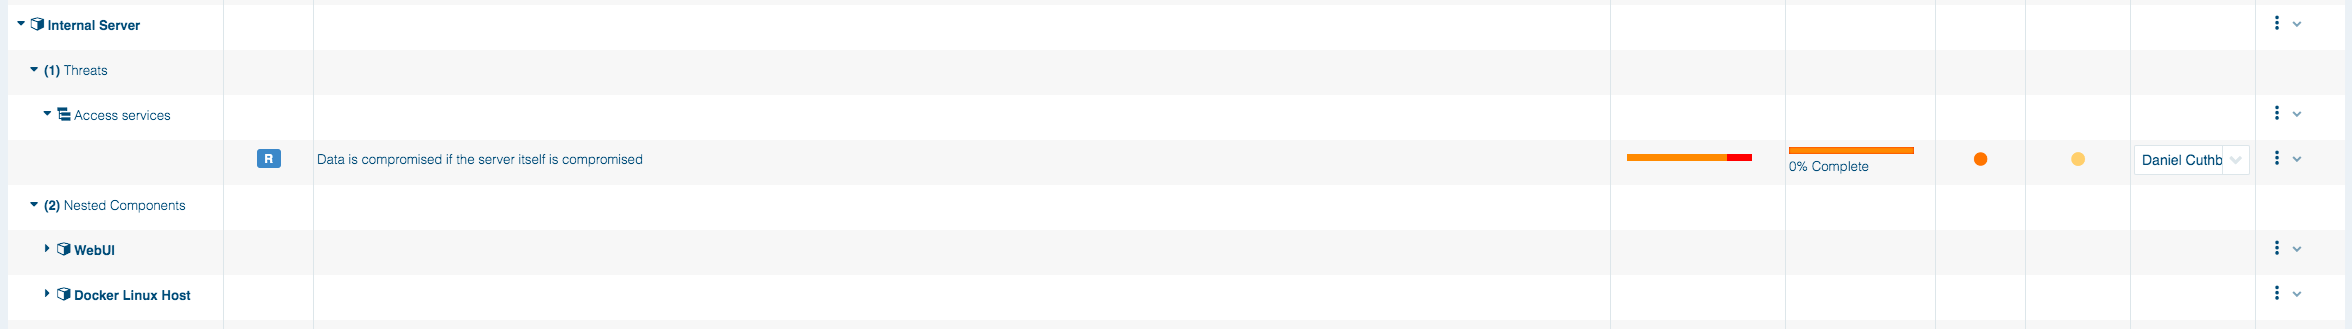 Internal Server
(1) Threats
Access services
R Data is compromised if the server itself is compromised 0% Complete Daniel Cuthb
(2) Nested Components
WebUI
Docker Linux Host